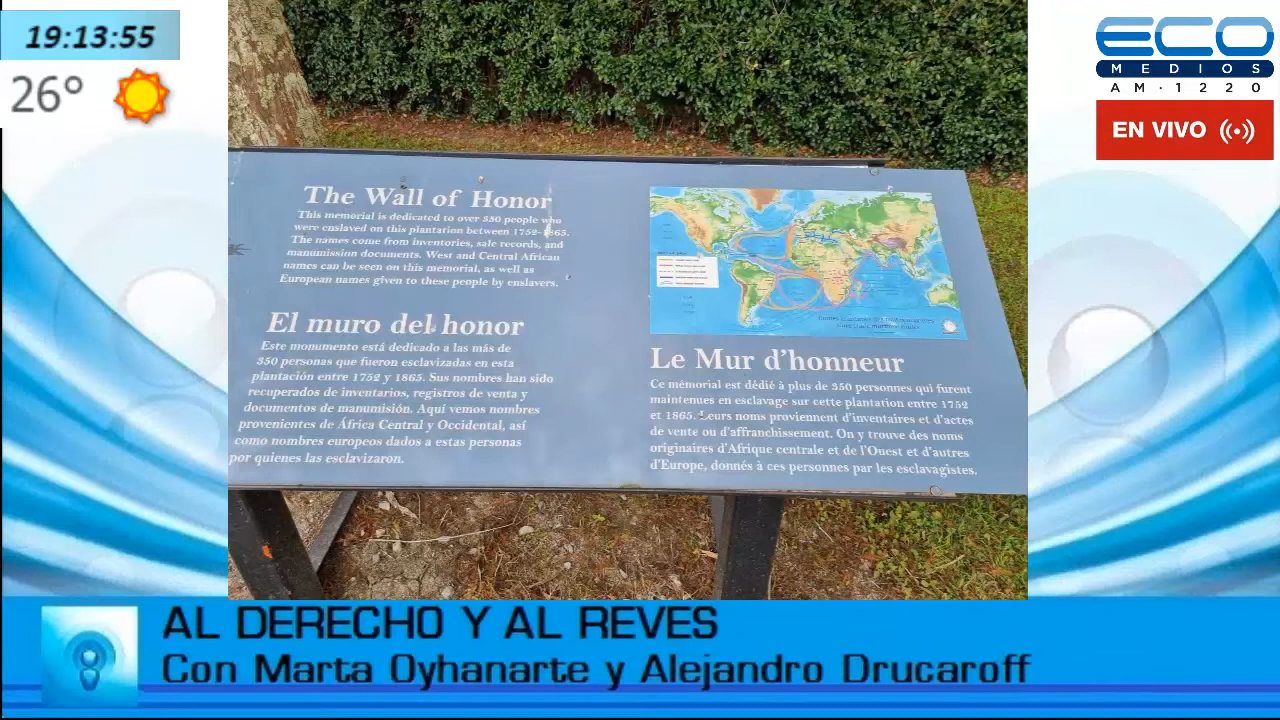 19:13:55
26°
ECO
MEDIOS
AM·1220
EN VIVO
The Wall of Honor
This memorial is dedicated to over 350 people who
were enslaved on this plantation between 1752-1865.
The names come from inventories, sale records, and
manumission documents. West and Central African
names can be seen on this memorial, as well as
European names given to these people by enslavers.
El muro del honor
Este monumento está dedicado a las más de
350 personas que fueron esclavizadas en esta
plantación entre 1752 y 1865. Sus nombres han sido
recuperados de inventarios, registros de venta y
documentos de manumisión. Aquí vemos nombres
provenientes de África Central y Occidental, así
como nombres europeos dados a estas personas
por quienes las esclavizaron.
Le Mur d'honneur
Ce mémorial est dédié à plus de 350 personnes qui furent
maintenues en esclavage sur cette plantation entre 1752
et 1865. Leurs noms proviennent d'inventaires et d'actes
de vente ou d'affranchissement. On y trouve des noms
originaires d'Afrique centrale et de l'Ouest et d'autres
d'Europe, donnés à ces personnes par les esclavagistes.
AL DERECHO Y AL REVES
Con Marta Oyhanarte y Alejandro Drucaroff